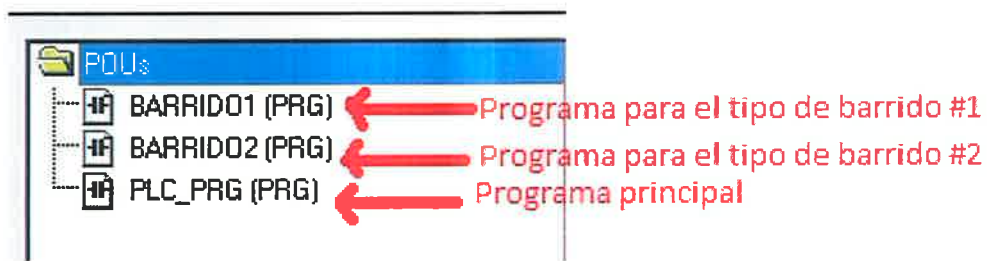 POUs
BARRIDO1 (PRG) Programa para el tipo de barrido #1
BARRIDO2 (PRG) Programa para el tipo de barrido #2
PLC_PRG (PRG) Programa principal